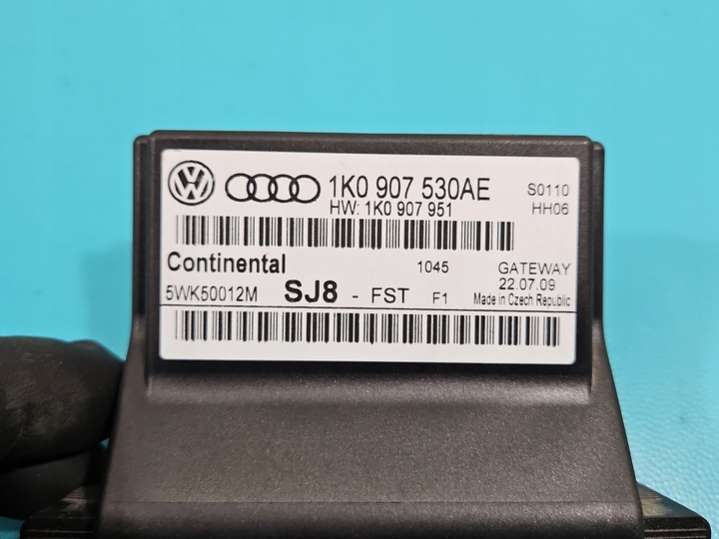 1K0 907 530AE S0110
HW: 1K0 907 951 HH06
Continental 1045 GATEWAY
22.07.09
5WK50012M SJ8 - FST F1 Made in Czech Republic